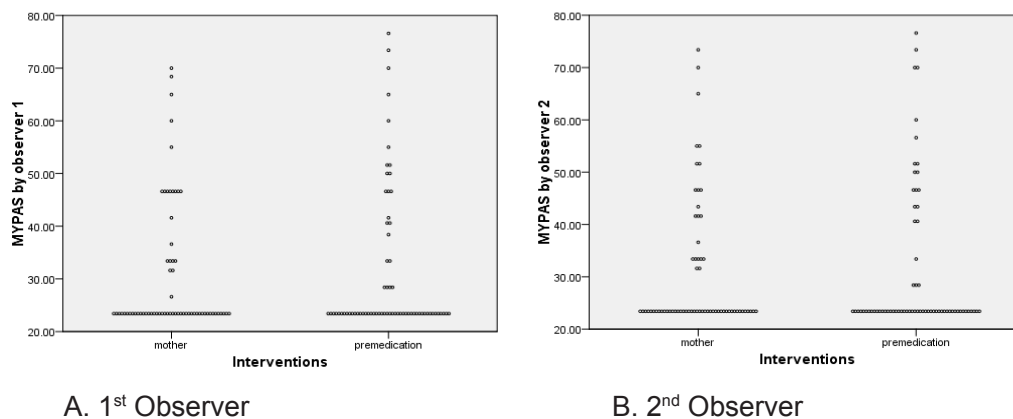 80.00
70.00
60.00
50.00
40.00
30.00
20.00
MYPAS by observer 1
mother premedication
Interventions
A. 1st Observer
80.00
70.00
60.00
50.00
40.00
30.00
20.00
MYPAS by observer 2
mother premedication
Interventions
B. 2nd Observer